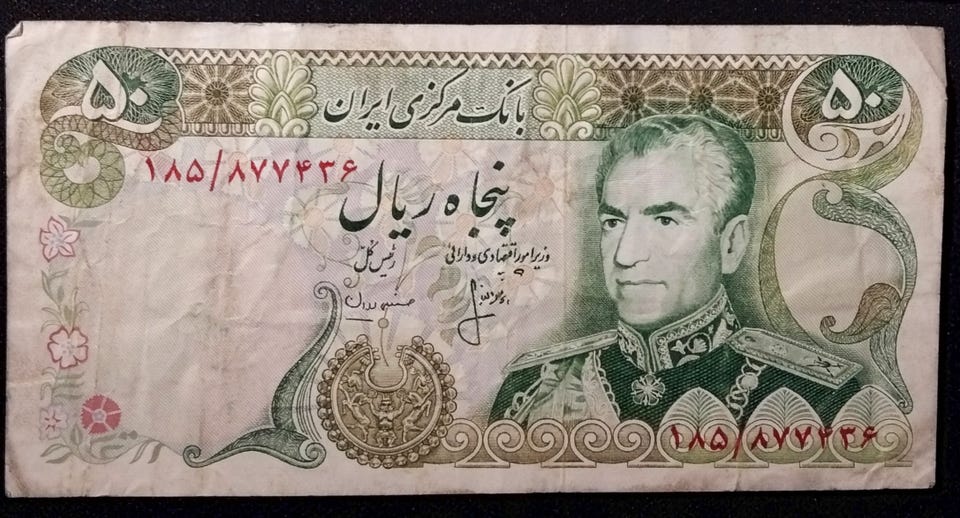 ۵۰ بانک مرکزی ایران ۵۰
۱۸۵/۸۷۷۴۳۶
پنجاه ریال
وزیر امور اقتصادی و دارائی رئیس کل
۱۸۵/۸۷۷۴۳۶